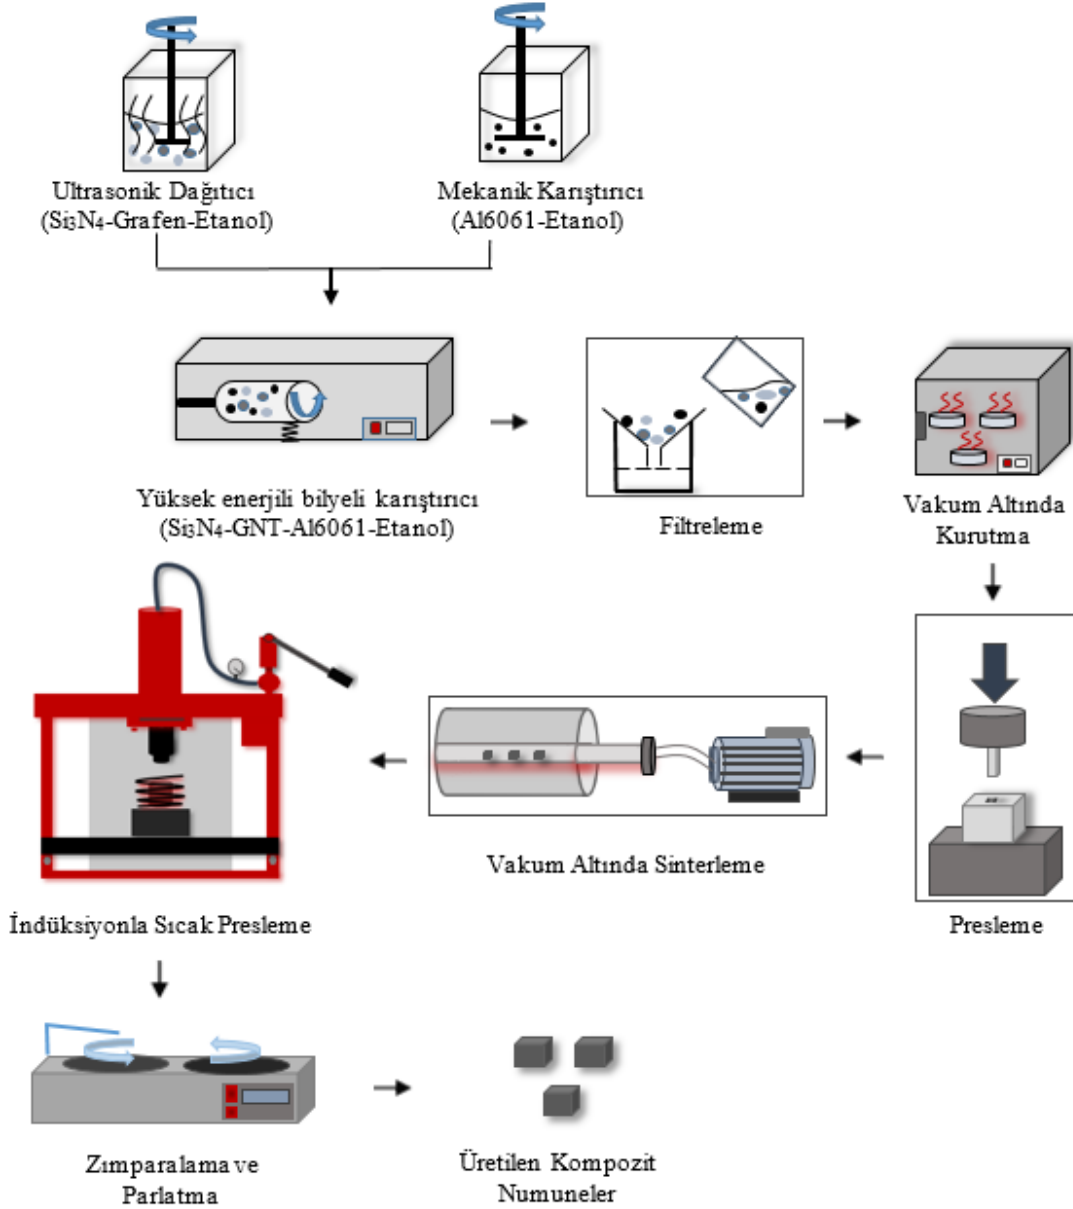 Ultrasonik Dağıtıcı
(Si3N4-Grafen-Etanol)
Mekanik Karıştırıcı
(Al6061-Etanol)
Yüksek enerjili bilyeli karıştırıcı
(Si3N4-GNT-Al6061-Etanol)
Filtreleme
Vakum Altında
Kurutma
Presleme
Vakum Altında Sinterleme
İndüksiyonla Sıcak Presleme
Zımparalama ve
Parlatma
Üretilen Kompozit
Numuneler